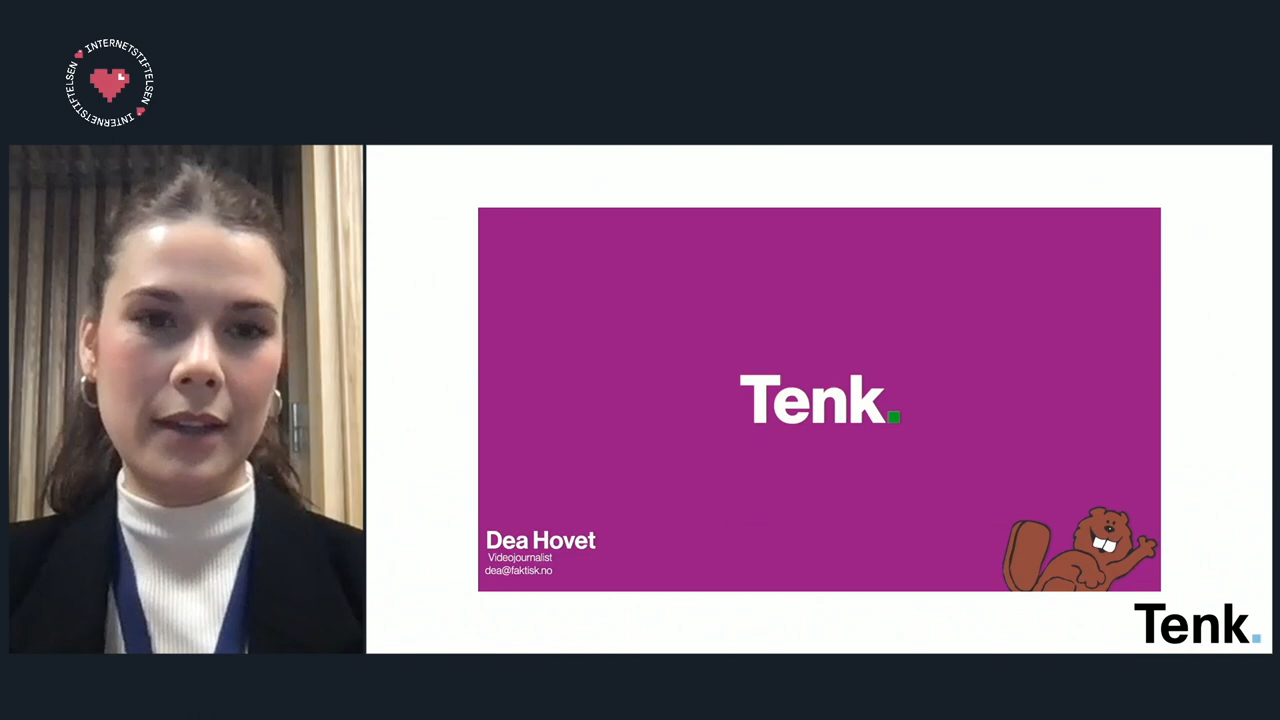 INTERNETSTIFTELSEN
INTERNETSTIFTELSEN
Tenk.
Dea Hovet
Videojournalist
dea@faktisk.no
Tenk.